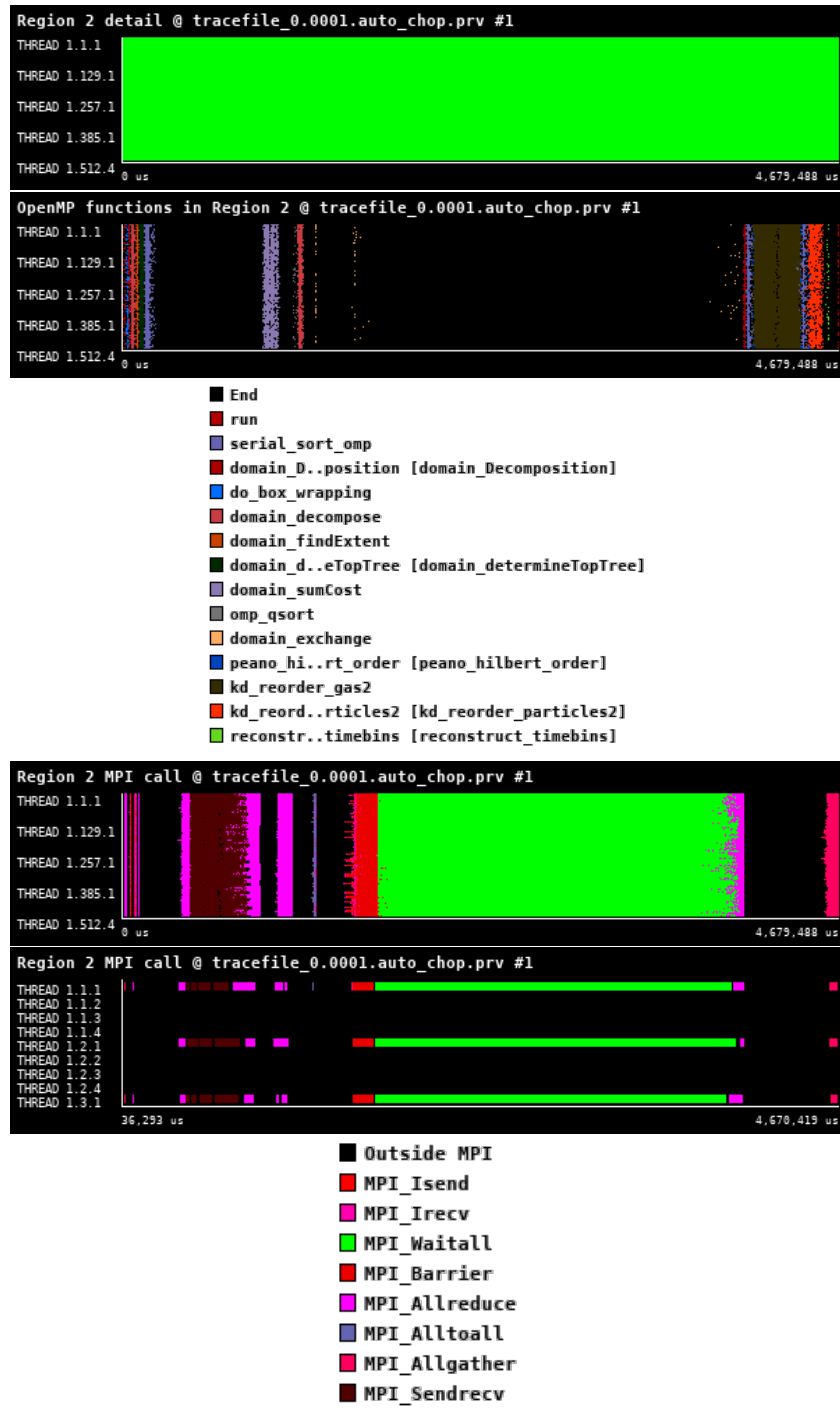 Region 2 detail @ tracefile_0.0001.auto_chop.prv #1
THREAD 1.1.1
THREAD 1.129.1
THREAD 1.257.1
THREAD 1.385.1
THREAD 1.512.4
0 us
4,679,488 us
OpenMP functions in Region 2 @ tracefile_0.0001.auto_chop.prv #1
THREAD 1.1.1
THREAD 1.129.1
THREAD 1.257.1
THREAD 1.385.1
THREAD 1.512.4
0 us
4,679,488 us
End
run
serial_sort_omp
domain_D..position [domain_Decomposition]
do_box_wrapping
domain_decompose
domain_findExtent
domain_d..eTopTree [domain_determineTopTree]
domain_sumCost
omp_qsort
domain_exchange
peano_hi..rt_order [peano_hilbert_order]
kd_reorder_gas2
kd_reord..rticles2 [kd_reorder_particles2]
reconstr..timebins [reconstruct_timebins]
Region 2 MPI call @ tracefile_0.0001.auto_chop.prv #1
THREAD 1.1.1
THREAD 1.129.1
THREAD 1.257.1
THREAD 1.385.1
THREAD 1.512.4
0 us
4,679,488 us
Region 2 MPI call @ tracefile_0.0001.auto_chop.prv #1
THREAD 1.1.1
THREAD 1.1.2
THREAD 1.1.3
THREAD 1.1.4
THREAD 1.2.1
THREAD 1.2.2
THREAD 1.2.3
THREAD 1.2.4
THREAD 1.3.1
36,293 us
4,670,419 us
Outside MPI
MPI_Isend
MPI_Irecv
MPI_Waitall
MPI_Barrier
MPI_Allreduce
MPI_Alltoall
MPI_Allgather
MPI_Sendrecv